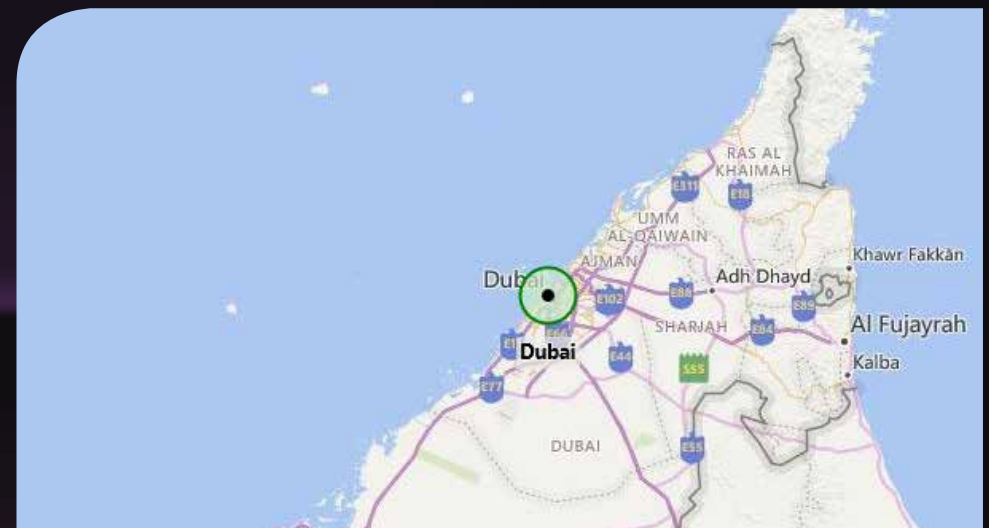 RAS AL
KHAIMAH
E311
E18
UMM
AL-QAIWAIN
Khawr Fakkān
AJMAN
Adh Dhayd
Dubai
E102
E88
E89
SHARJAH
E84
Al Fujayrah
Dubai
E44
Kalba
S55
E77
DUBAI
E55